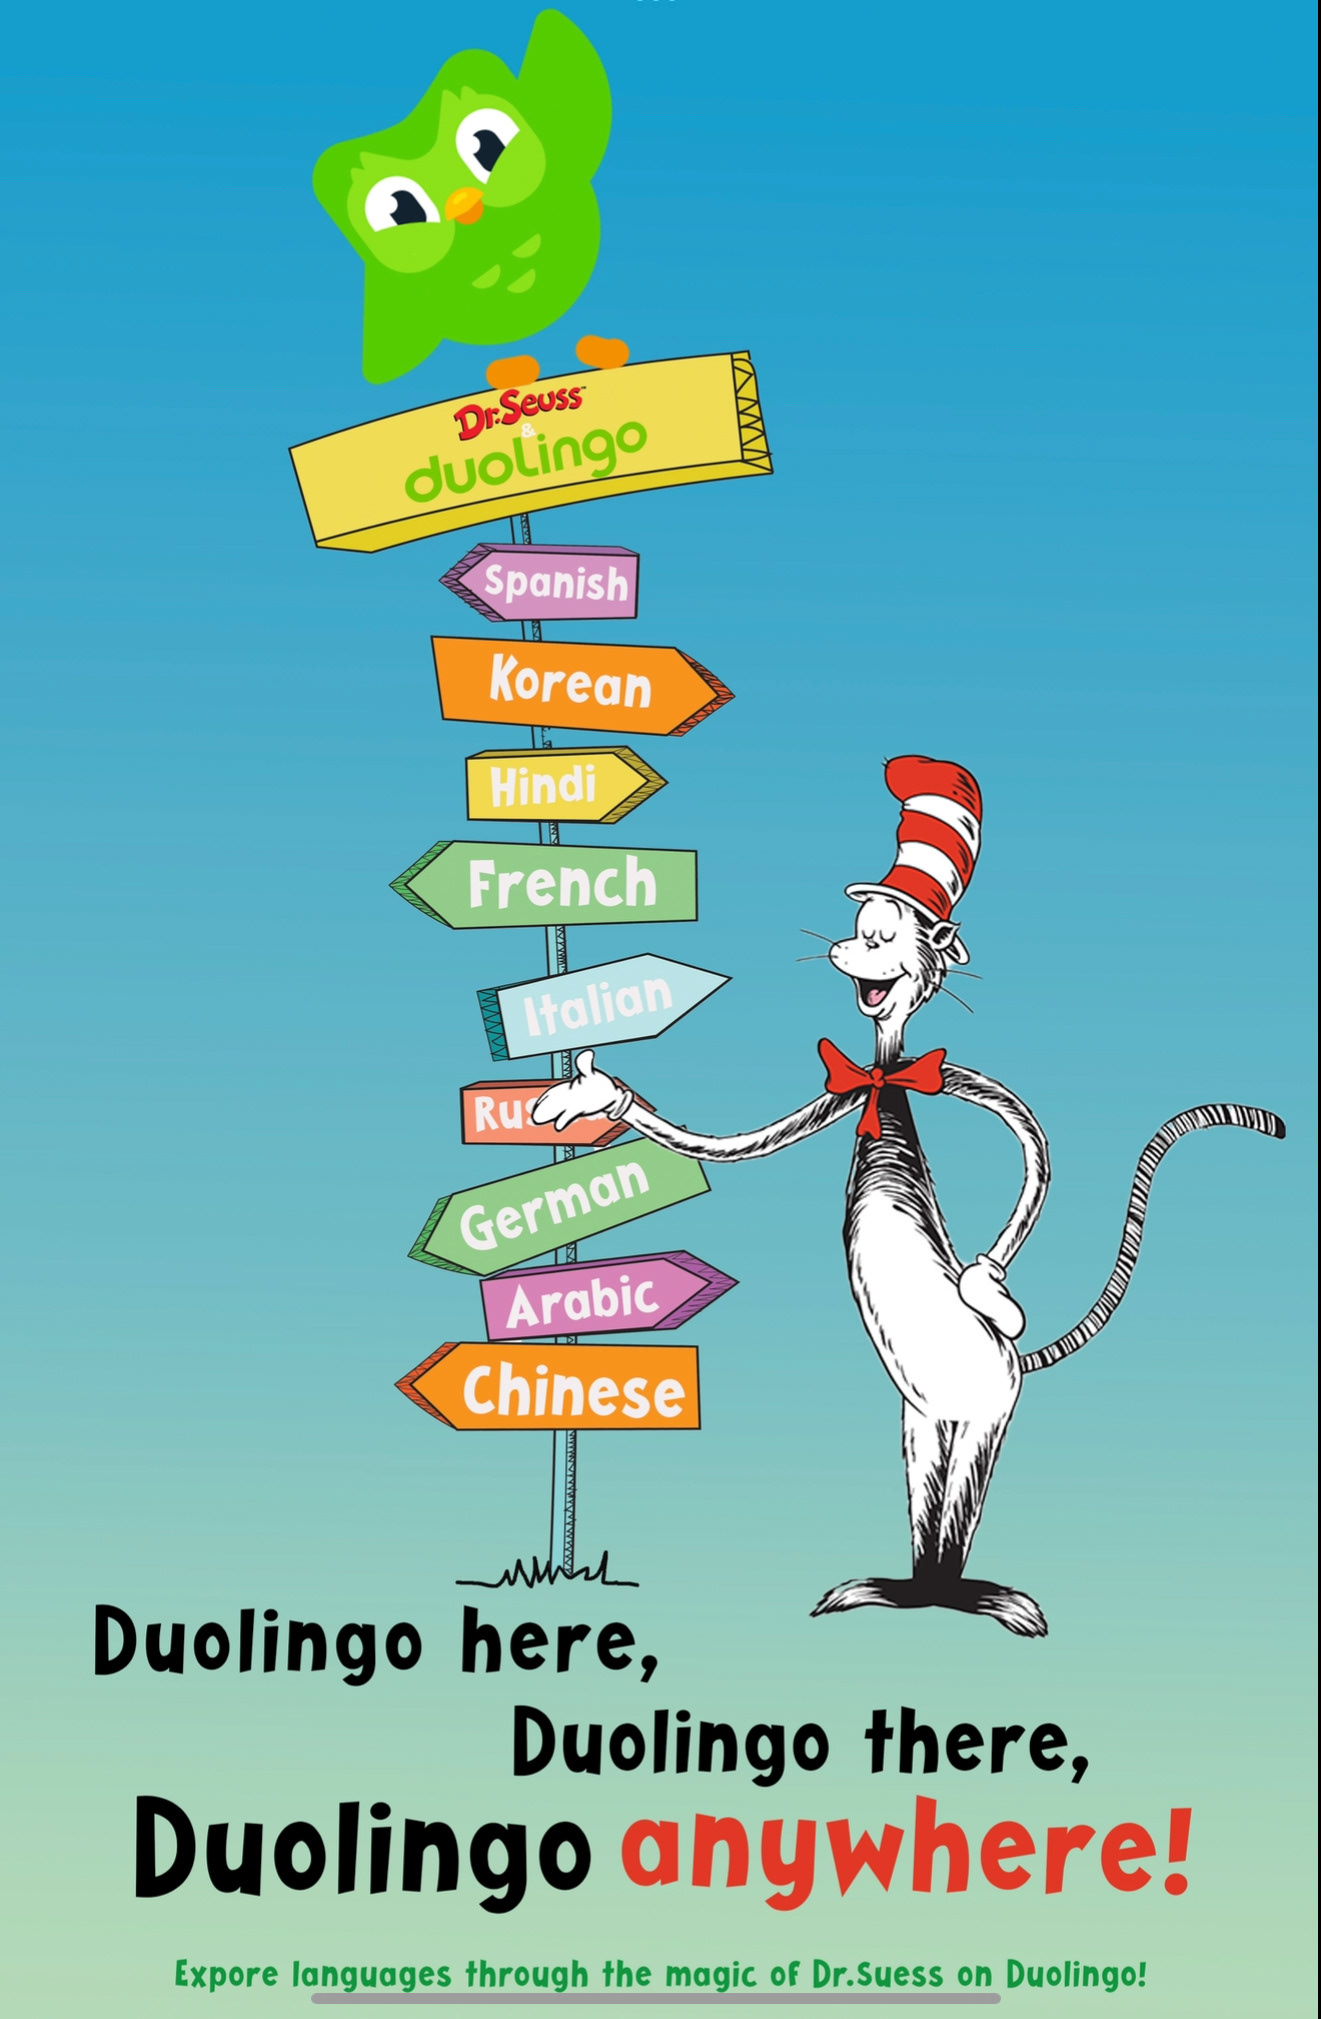 Dr.Seuss™
&
duolingo
Spanish
Korean
Hindi
French
Italian
German
Arabic
Chinese
Duolingo here,
Duolingo there,
Duolingo anywhere!
Expore languages through the magic of Dr.Suess on Duolingo!